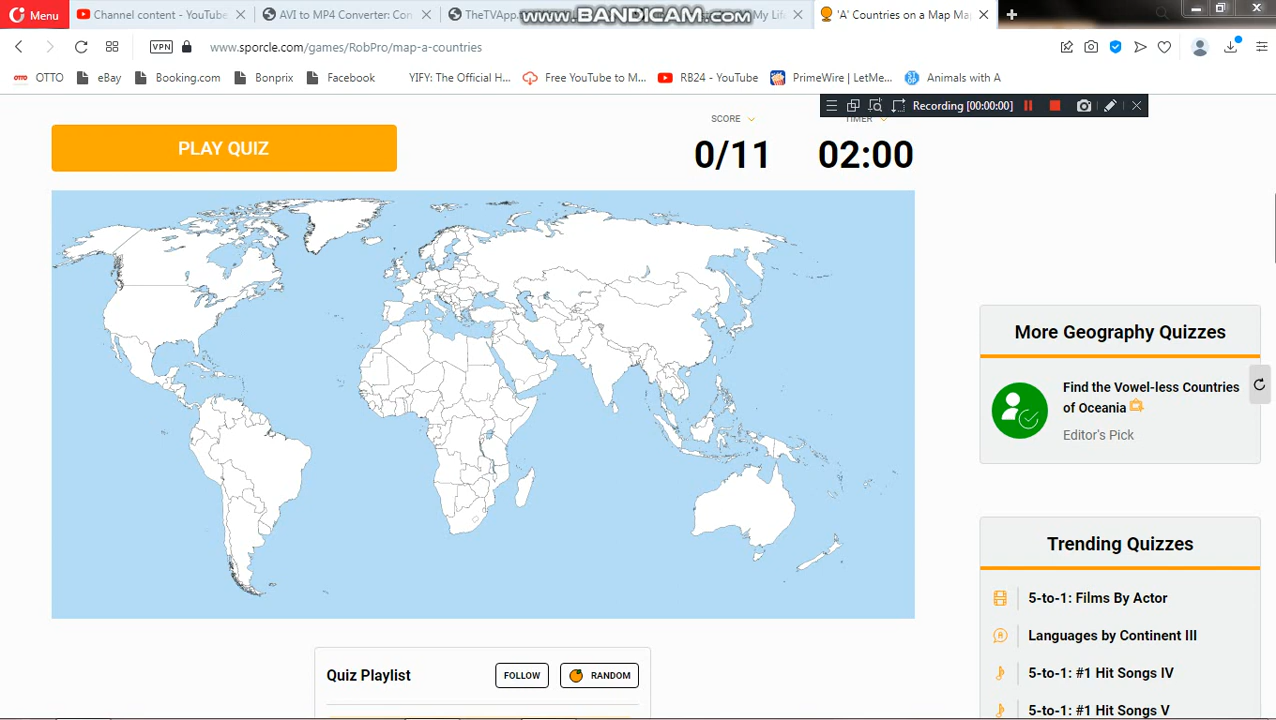 Menu
Channel content - YouTube
AVI to MP4 Converter: Con
TheTVApp.
www.BANDICAM.com
My Life
'A' Countries on a Map Ma
VPN
www.sporcle.com/games/RobPro/map-a-countries
OTTO
eBay
Booking.com
Bonprix
Facebook
YIFY: The Official H...
Free YouTube to M...
RB24 - YouTube
PrimeWire | LetMe...
Animals with A
Recording [00:00:00]
PLAY QUIZ
SCORE
TIMER
0/11
02:00
More Geography Quizzes
Find the Vowel-less Countries
of Oceania
Editor's Pick
Trending Quizzes
5-to-1: Films By Actor
Languages by Continent III
5-to-1: #1 Hit Songs IV
5-to-1: #1 Hit Songs V
Quiz Playlist
FOLLOW
RANDOM